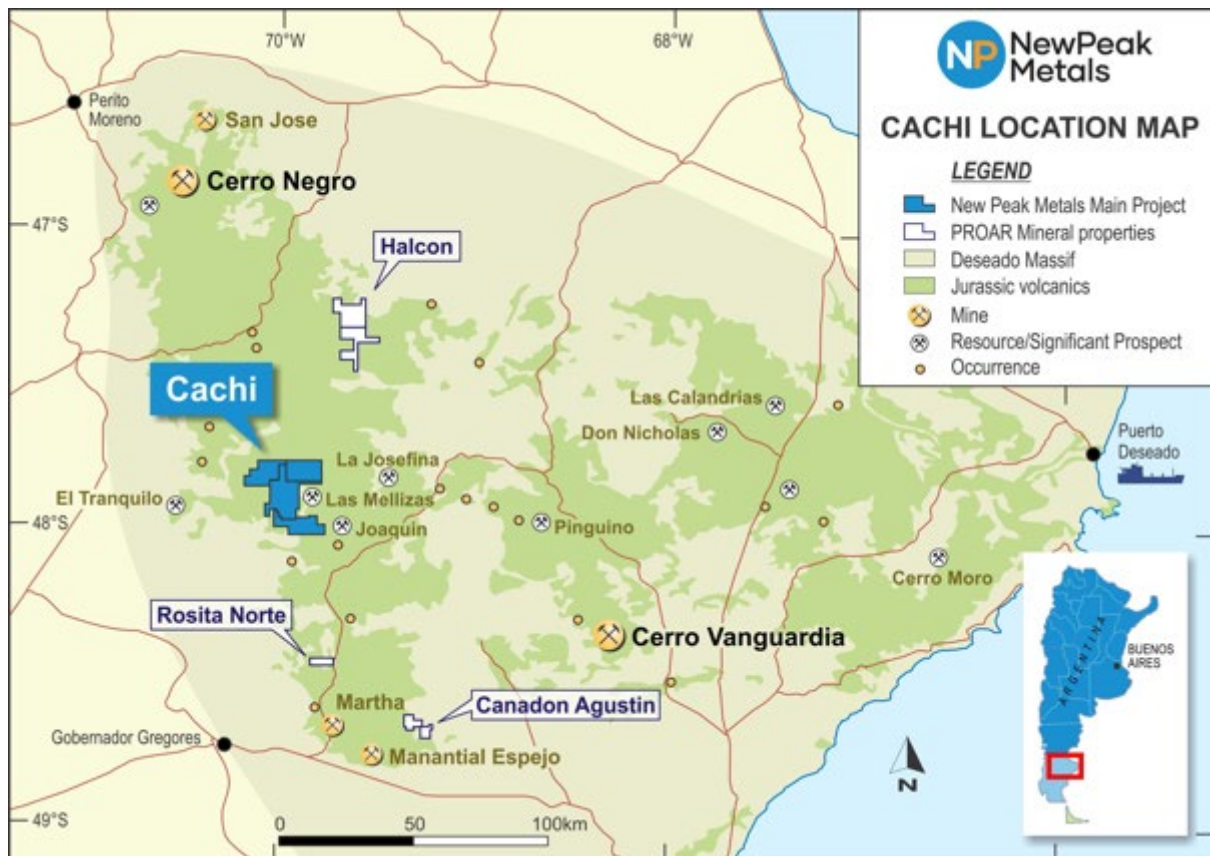 70°W
68°W
NP NewPeak
Metals
CACHI LOCATION MAP
LEGEND
New Peak Metals Main Project
PROAR Mineral properties
Deseado Massif
Jurassic volcanics
Mine
Resource/Significant Prospect
Occurrence
Perito
Moreno
San Jose
Cerro Negro
47°S
Halcon
Cachi
Las Calandrias
Don Nicholas
Puerto
Deseado
La Josefina
El Tranquilo
Las Mellizas
48°S
Joaquin
Pinguino
Cerro Moro
Rosita Norte
Cerro Vanguardia
Martha
Canadon Agustin
Gobernador Gregores
Manantial Espejo
49°S
0 50 100km
N
ARGENTINA
BUENOS
AIRES